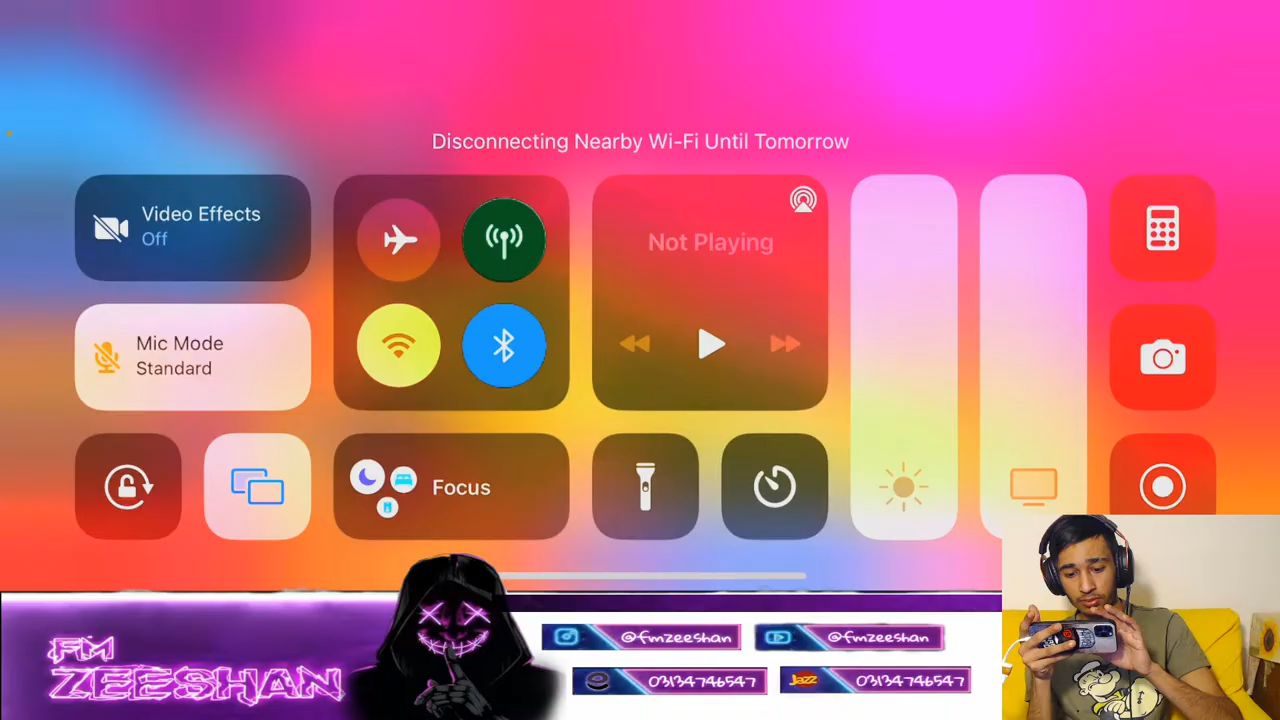 Disconnecting Nearby Wi-Fi Until Tomorrow
Video Effects
Off
Not Playing
Mic Mode
Standard
Focus
FM
ZEESHAN
@fmzeeshan
@fmzeeshan
03134746547
Jazz
03134746547